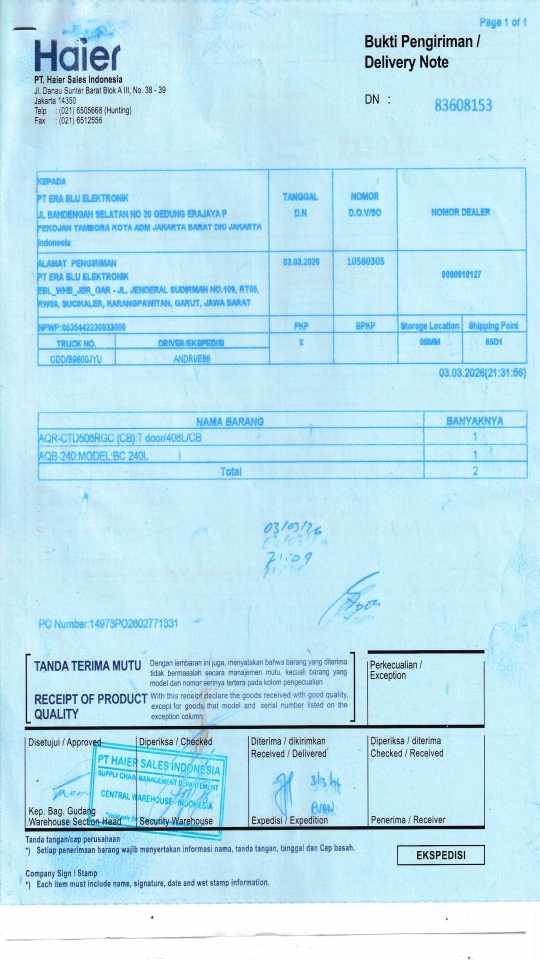 Page 1 of 1
Haier
Bukti Pengiriman /
Delivery Note
PT. Haier Sales Indonesia
Jl. Danau Sunter Barat Blok A III, No. 38 - 39
Jakarta 14350
Telp : (021) 6505668 (Hunting)
Fax : (021) 6512556
DN : 83608153
KEPADA
PT ERA BLU ELEKTRONIK
JL BANDENGAN SELATAN NO 20 GEDUNG ERAJAYA P
PEKOJAN TAMBORA KOTA ADM JAKARTA BARAT DKI JAKARTA
Indonesia
TANGGAL
D.N
NOMOR
D.O.V/SO
NOMOR DEALER
ALAMAT PENGIRIMAN
PT ERA BLU ELEKTRONIK
EBL_WHS_JBR_GAR - JL. JENDERAL SUDIRMAN NO.109, RT05,
RW09, SUCIKALER, KARANGPAWITAN, GARUT, JAWA BARAT
03.03.2026
10580305
NPWP:
PKP
BPKP
Storege Location
Shipping Point
TRUCK NO.
DRIVER/EKSPEDISI
X
CDD/B9600JYU
03.03.2026(21:31:56)
NAMA BARANG
BANYAKNYA
AQR-CTD506RGC (CB):T door/406L/CB
1
AQB-240:MODEL:BC 240L
1
Total
2
03/03/26
21:09
PO Number:14973PO2602771331
TANDA TERIMA MUTU
Dengan lembaran ini juga, menyatakan bahwa barang yang diterima
tidak bermasalah secara manajemen mutu, kecuali barang yang
model dan nomor serinya tertera pada kolom pengecualian
RECEIPT OF PRODUCT
QUALITY
With this receipt declare the goods received with good quality,
except for goods that model and serial number listed on the
exception column
Perkecualian /
Exception
Disetujui / Approved
Diperiksa / Checked
Diterima / dikirimkan
Received / Delivered
Diperiksa / diterima
Checked / Received
PT HAIER SALES INDONESIA
SUPPLY CHAIN MANAGEMENT DEPARTEMENT
CENTRAL WAREHOUSE - INDONESIA
3/3/26
Kep. Bag. Gudang
Warehouse Section Head
Security Warehouse
Expedisi / Expedition
Penerima / Receiver
Tanda tangan/cap perusahaan
*) Setiap penerimaan barang wajib menyertakan informasi nama, tanda tangan, tanggal dan Cap basah.
EKSPEDISI
Company Sign / Stamp
*) Each item must include name, signature, date and wet stamp information.